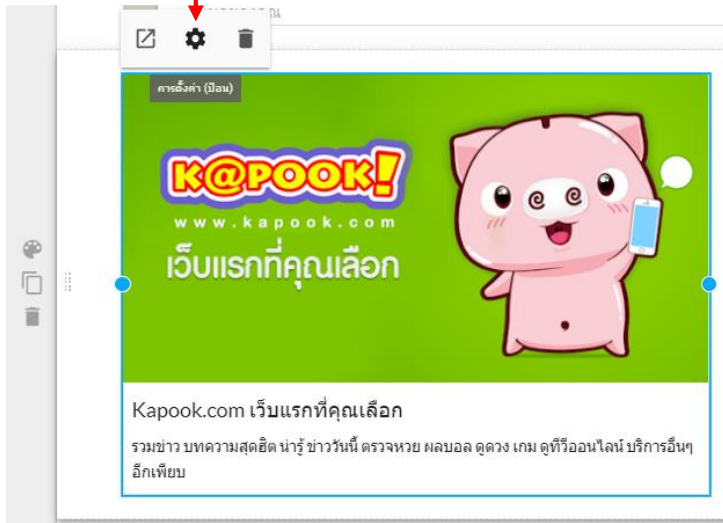 การตั้งค่า (ป้อน)
K@POOK!
www.kapook.com
เว็บแรกที่คุณเลือก
Kapook.com เว็บแรกที่คุณเลือก
รวมข่าว บทความสุดฮิต น่ารู้ ข่าววันนี้ ตรวจหวย ผลบอล ดูดวง เกม ดูทีวีออนไลน์ บริการอื่นๆ
อีกเพียบ